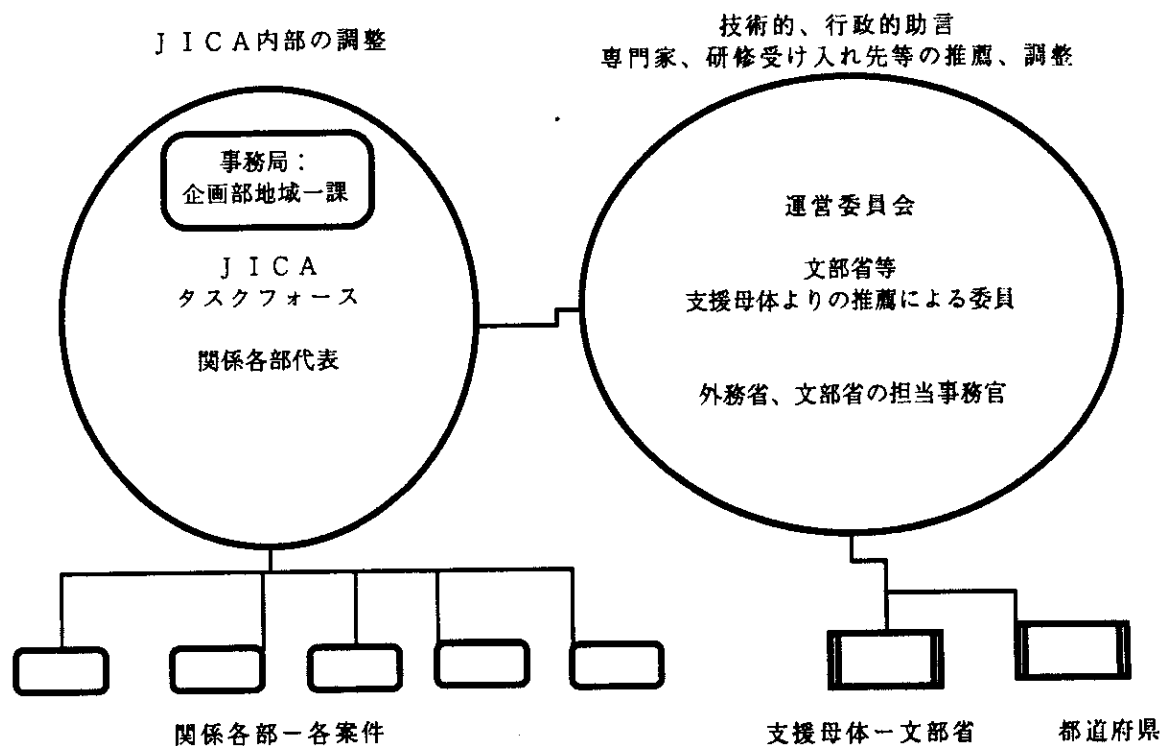 ＪＩＣＡ内部の調整
技術的、行政的助言
専門家、研修受け入れ先等の推薦、調整
事務局：
企画部地域一課
ＪＩＣＡ
タスクフォース
関係各部代表
運営委員会
文部省等
支援母体よりの推薦による委員
外務省、文部省の担当事務官
関係各部－各案件
支援母体－文部省
都道府県